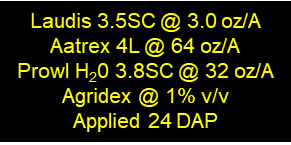 Laudis 3.5SC @ 3.0 oz/A
Aatrex 4L @ 64 oz/A
Prowl H₂0 3.8SC @ 32 oz/A
Agridex @ 1% v/v
Applied 24 DAP